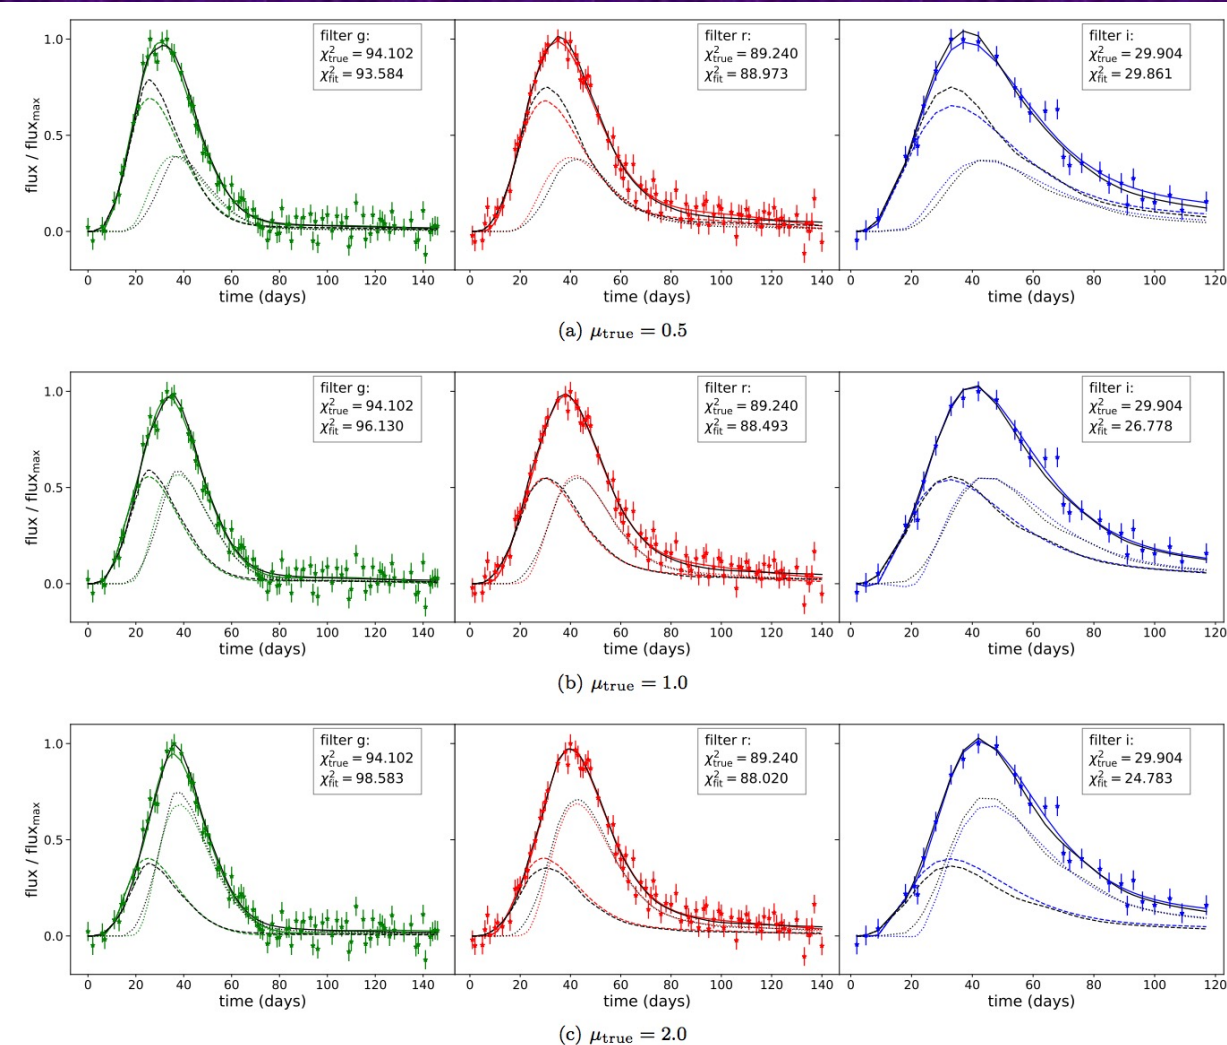 filter g:
χ²true = 94.102
χ²fit = 93.584
filter r:
χ²true = 89.240
χ²fit = 88.973
filter i:
χ²true = 29.904
χ²fit = 29.861
flux / fluxmax
1.0
0.5
0.0
0 20 40 60 80 100 120 140
0 20 40 60 80 100 120 140
0 20 40 60 80 100 120
time (days)
time (days)
time (days)
(a) μtrue = 0.5
filter g:
χ²true = 94.102
χ²fit = 96.130
filter r:
χ²true = 89.240
χ²fit = 88.493
filter i:
χ²true = 29.904
χ²fit = 26.778
flux / fluxmax
1.0
0.5
0.0
0 20 40 60 80 100 120 140
0 20 40 60 80 100 120 140
0 20 40 60 80 100 120
time (days)
time (days)
time (days)
(b) μtrue = 1.0
filter g:
χ²true = 94.102
χ²fit = 98.583
filter r:
χ²true = 89.240
χ²fit = 88.020
filter i:
χ²true = 29.904
χ²fit = 24.783
flux / fluxmax
1.0
0.5
0.0
0 20 40 60 80 100 120 140
0 20 40 60 80 100 120 140
0 20 40 60 80 100 120
time (days)
time (days)
time (days)
(c) μtrue = 2.0